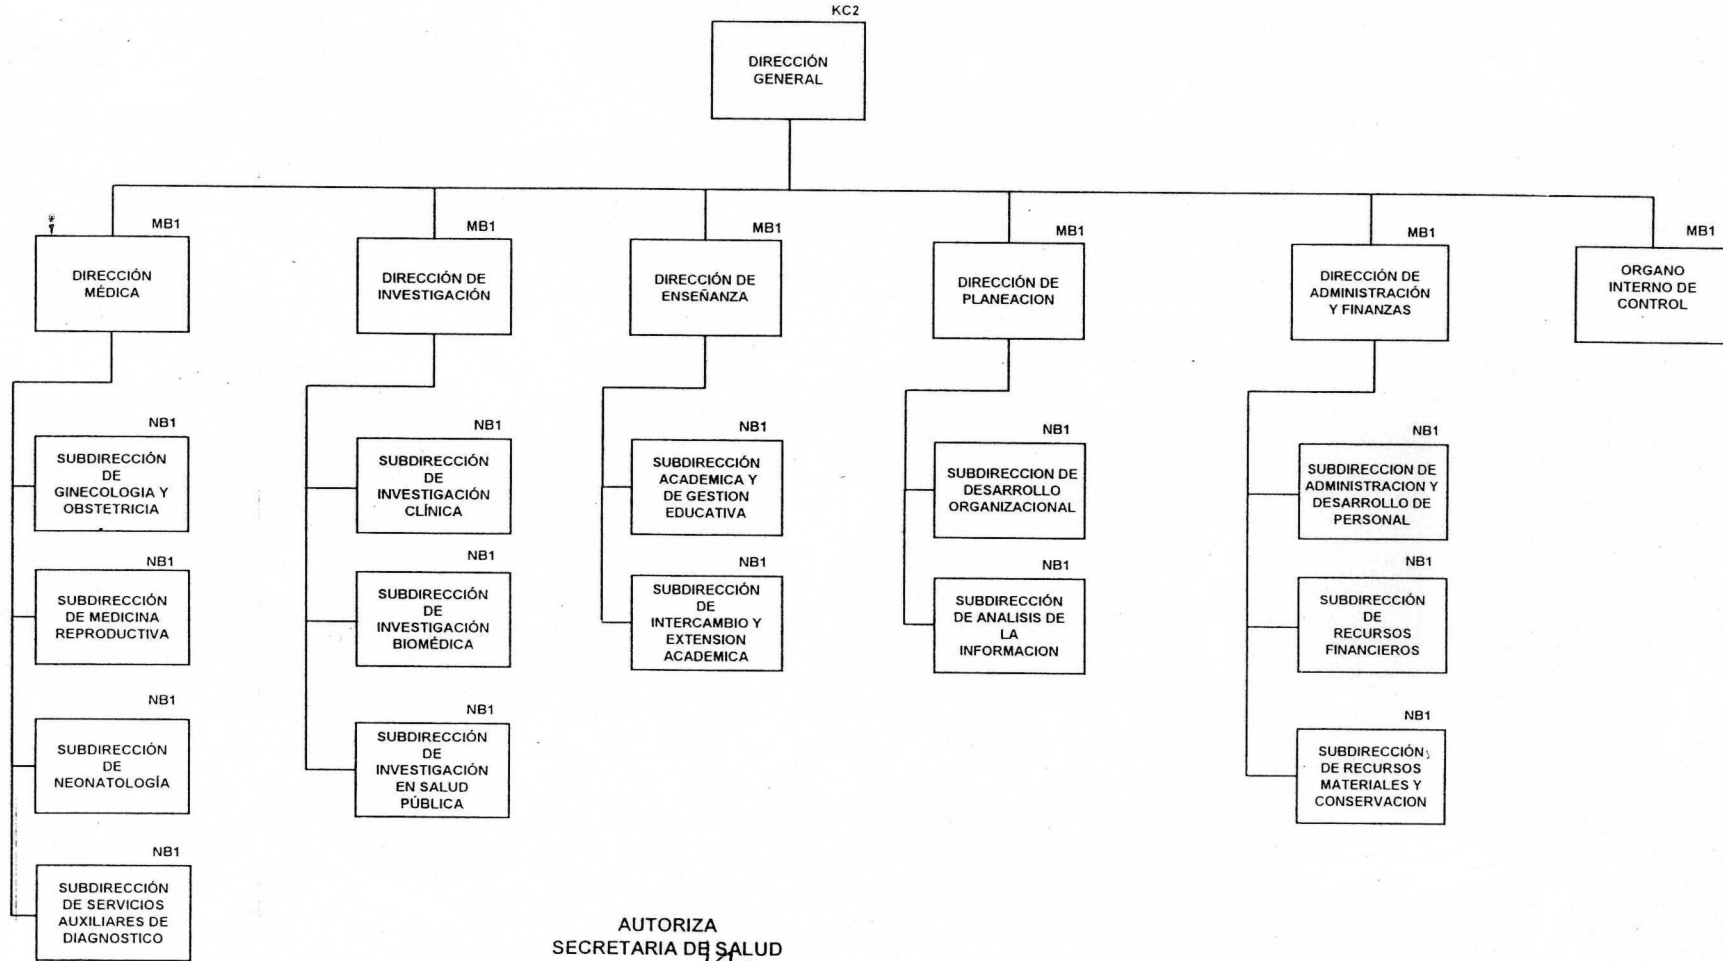 KC2
DIRECCIÓN
GENERAL
MB1
DIRECCIÓN
MÉDICA
MB1
DIRECCIÓN DE
INVESTIGACIÓN
MB1
DIRECCIÓN DE
ENSEÑANZA
MB1
DIRECCIÓN DE
PLANEACION
MB1
DIRECCIÓN DE
ADMINISTRACIÓN
Y FINANZAS
MB1
ORGANO
INTERNO DE
CONTROL
NB1
SUBDIRECCIÓN
DE
GINECOLOGIA Y
OBSTETRICIA
NB1
SUBDIRECCIÓN
DE MEDICINA
REPRODUCTIVA
NB1
SUBDIRECCIÓN
DE
NEONATOLOGÍA
NB1
SUBDIRECCIÓN
DE SERVICIOS
AUXILIARES DE
DIAGNOSTICO
NB1
SUBDIRECCIÓN
DE
INVESTIGACIÓN
CLÍNICA
NB1
SUBDIRECCIÓN
DE
INVESTIGACIÓN
BIOMÉDICA
NB1
SUBDIRECCIÓN
DE
INVESTIGACIÓN
EN SALUD
PÚBLICA
NB1
SUBDIRECCIÓN
ACADEMICA Y
DE GESTION
EDUCATIVA
NB1
SUBDIRECCIÓN
DE
INTERCAMBIO Y
EXTENSION
ACADEMICA
NB1
SUBDIRECCION DE
DESARROLLO
ORGANIZACIONAL
NB1
SUBDIRECCIÓN
DE ANALISIS DE
LA
INFORMACION
NB1
SUBDIRECCION DE
ADMINISTRACION Y
DESARROLLO DE
PERSONAL
NB1
SUBDIRECCIÓN
DE
RECURSOS
FINANCIEROS
NB1
SUBDIRECCIÓN
DE RECURSOS
MATERIALES Y
CONSERVACION
AUTORIZA
SECRETARIA DE SALUD